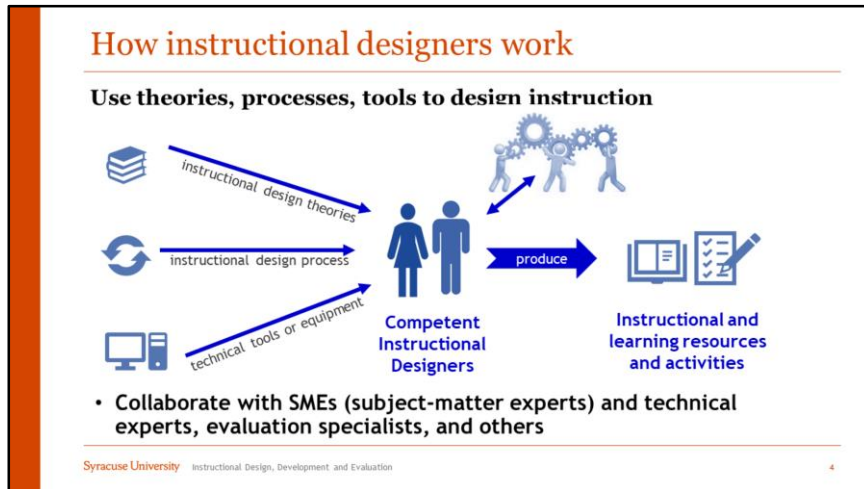 How instructional designers work
Use theories, processes, tools to design instruction
instructional design theories
instructional design process
technical tools or equipment
produce
Competent
Instructional
Designers
Instructional and
learning resources
and activities
• Collaborate with SMEs (subject-matter experts) and technical
experts, evaluation specialists, and others
Syracuse University Instructional Design, Development and Evaluation
4